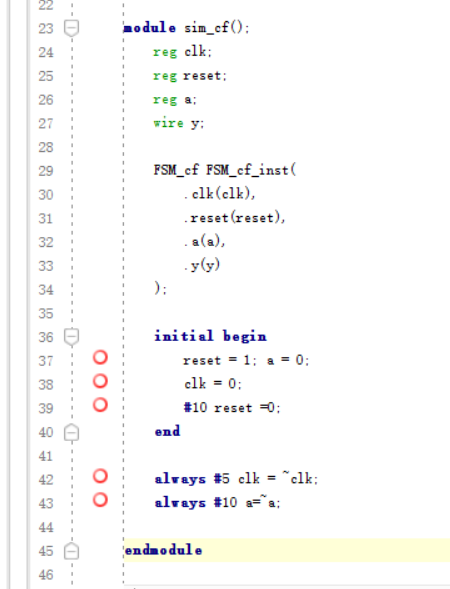 22
23 module sim_cf();
24 reg clk;
25 reg reset;
26 reg a;
27 wire y;
28
29 FSM_cf FSM_cf_inst(
30 .clk(clk),
31 .reset(reset),
32 .a(a),
33 .y(y)
34 );
35
36 initial begin
37 reset = 1; a = 0;
38 clk = 0;
39 #10 reset =0;
40 end
41
42 always #5 clk = ~clk;
43 always #10 a=~a;
44
45 endmodule
46